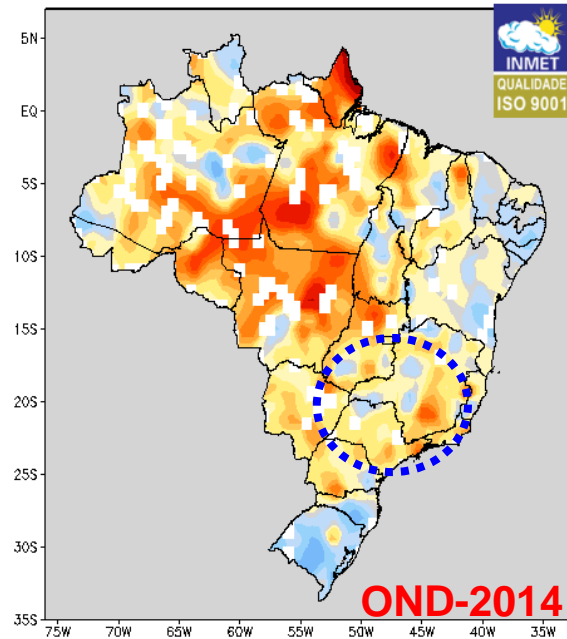 INMET
QUALIDADE
ISO 9001
5N
EQ
5S
10S
15S
20S
25S
30S
35S
OND-2014
75W 70W 65W 60W 55W 50W 45W 40W 35W